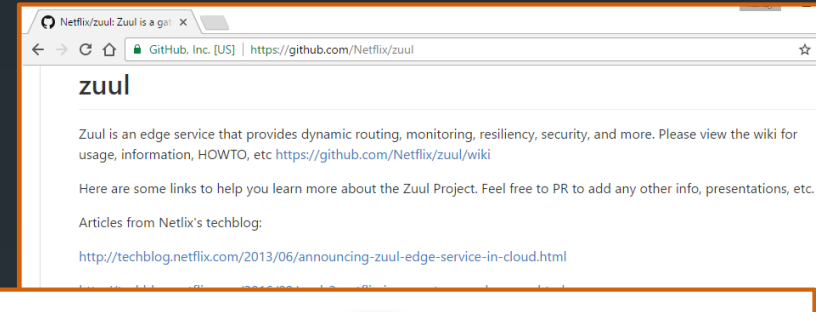 Netflix/zuul: Zuul is a gat
GitHub, Inc. [US] | https://github.com/Netflix/zuul
zuul
Zuul is an edge service that provides dynamic routing, monitoring, resiliency, security, and more. Please view the wiki for
usage, information, HOWTO, etc https://github.com/Netflix/zuul/wiki
Here are some links to help you learn more about the Zuul Project. Feel free to PR to add any other info, presentations, etc.
Articles from Netlix's techblog:
http://techblog.netflix.com/2013/06/announcing-zuul-edge-service-in-cloud.html